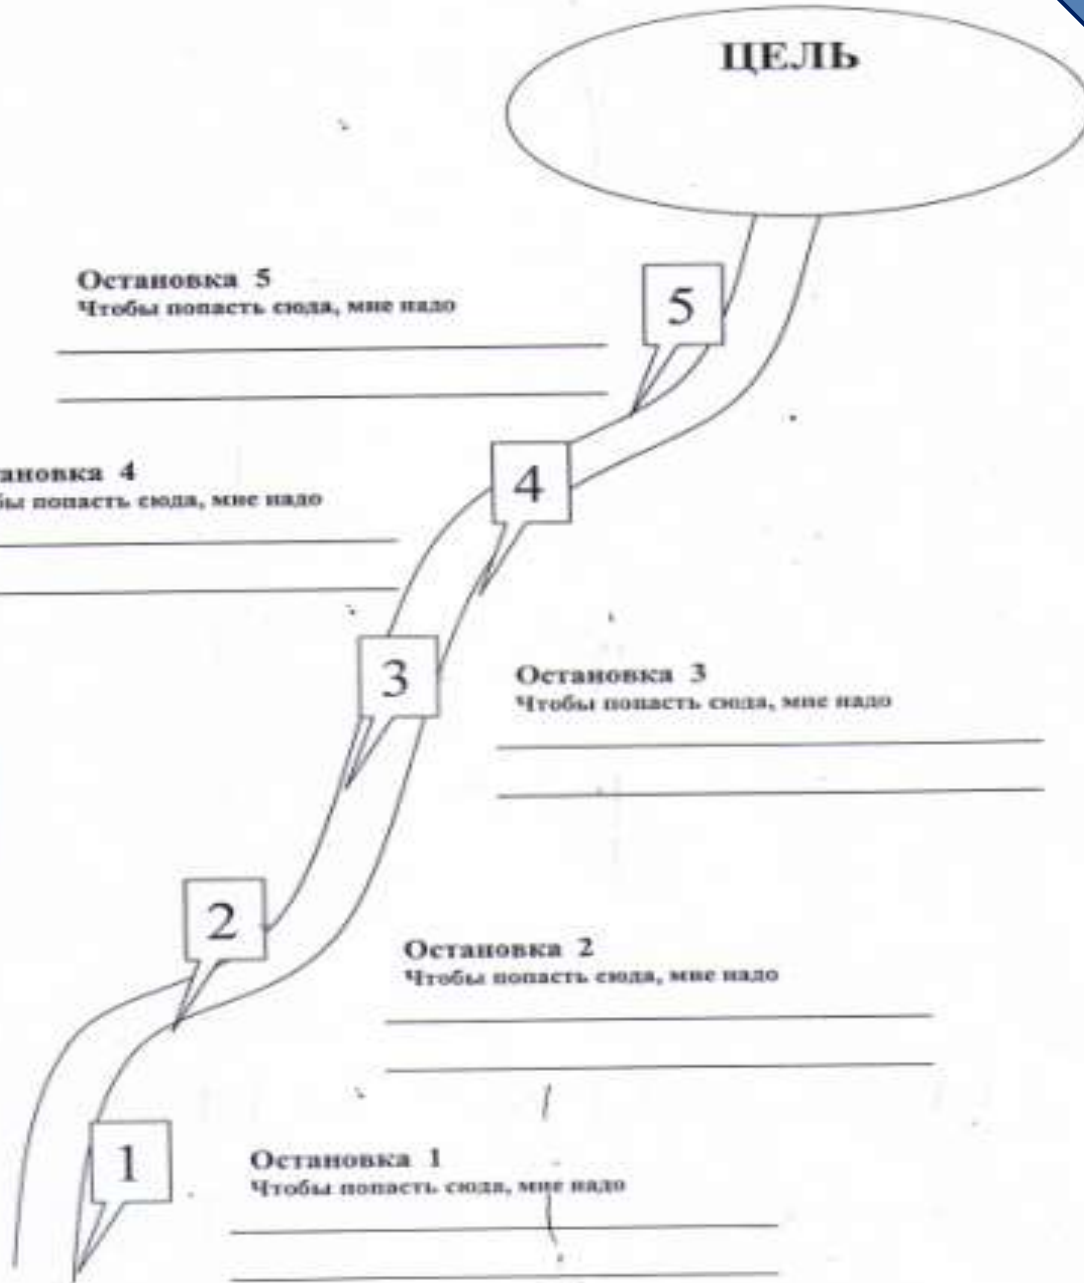 ЦЕЛЬ
5
Остановка 5
Чтобы попасть сюда, мне надо
4
ановка 4
бы попасть сюда, мне надо
3
Остановка 3
Чтобы попасть сюда, мне надо
2
Остановка 2
Чтобы попасть сюда, мне надо
1
Остановка 1
Чтобы попасть сюда, мне надо